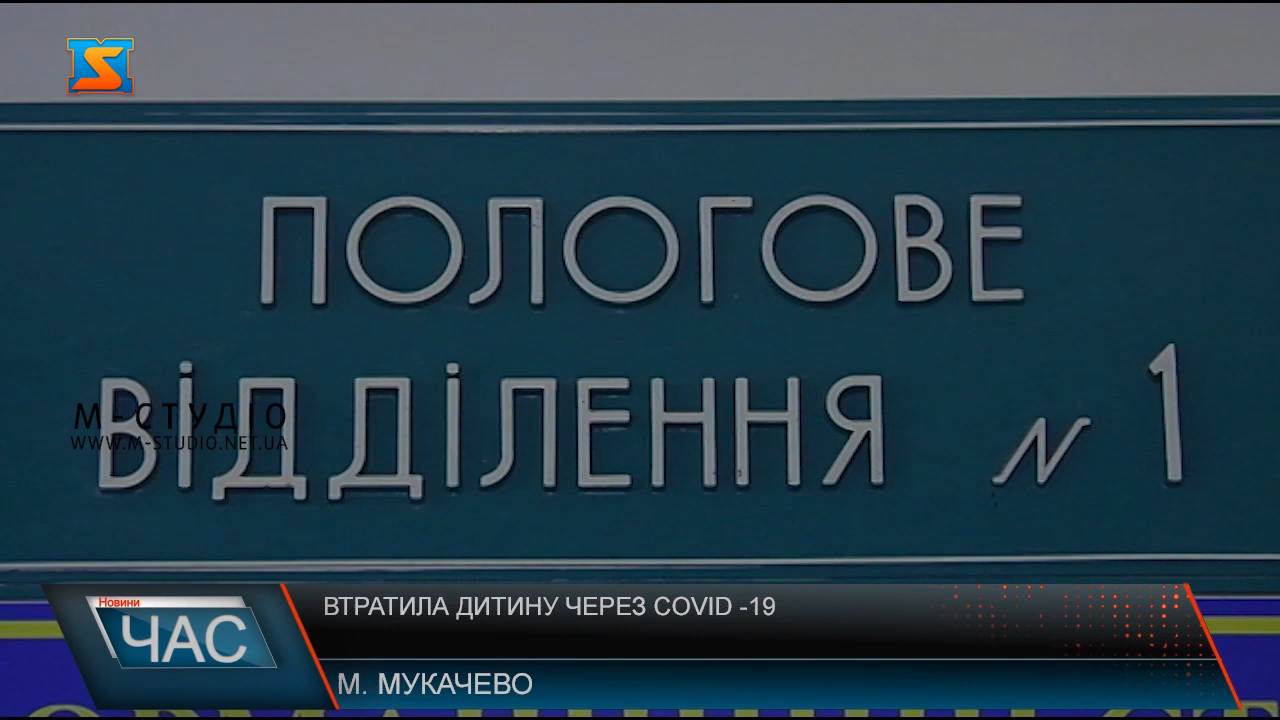 ПОЛОГОВЕ
ВІДДІЛЕННЯ № 1
М-СТУДІО
WWW.M-STUDIO.NET.UA
Новини
ЧАС
ВТРАТИЛА ДИТИНУ ЧЕРЕЗ COVID -19
М. МУКАЧЕВО